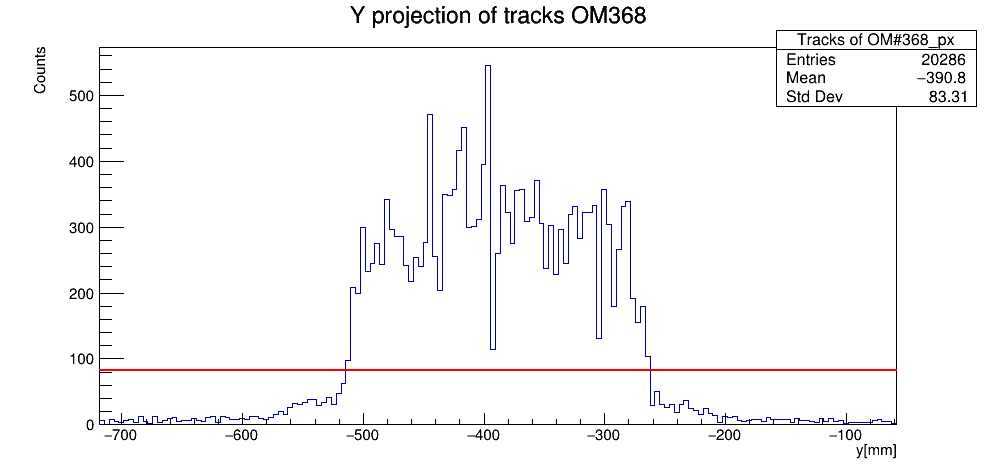 Y projection of tracks OM368
Tracks of OM#368_px
Entries 20286
Mean −390.8
Std Dev 83.31
Counts
500
400
300
200
100
0
−700 −600 −500 −400 −300 −200 −100
y[mm]